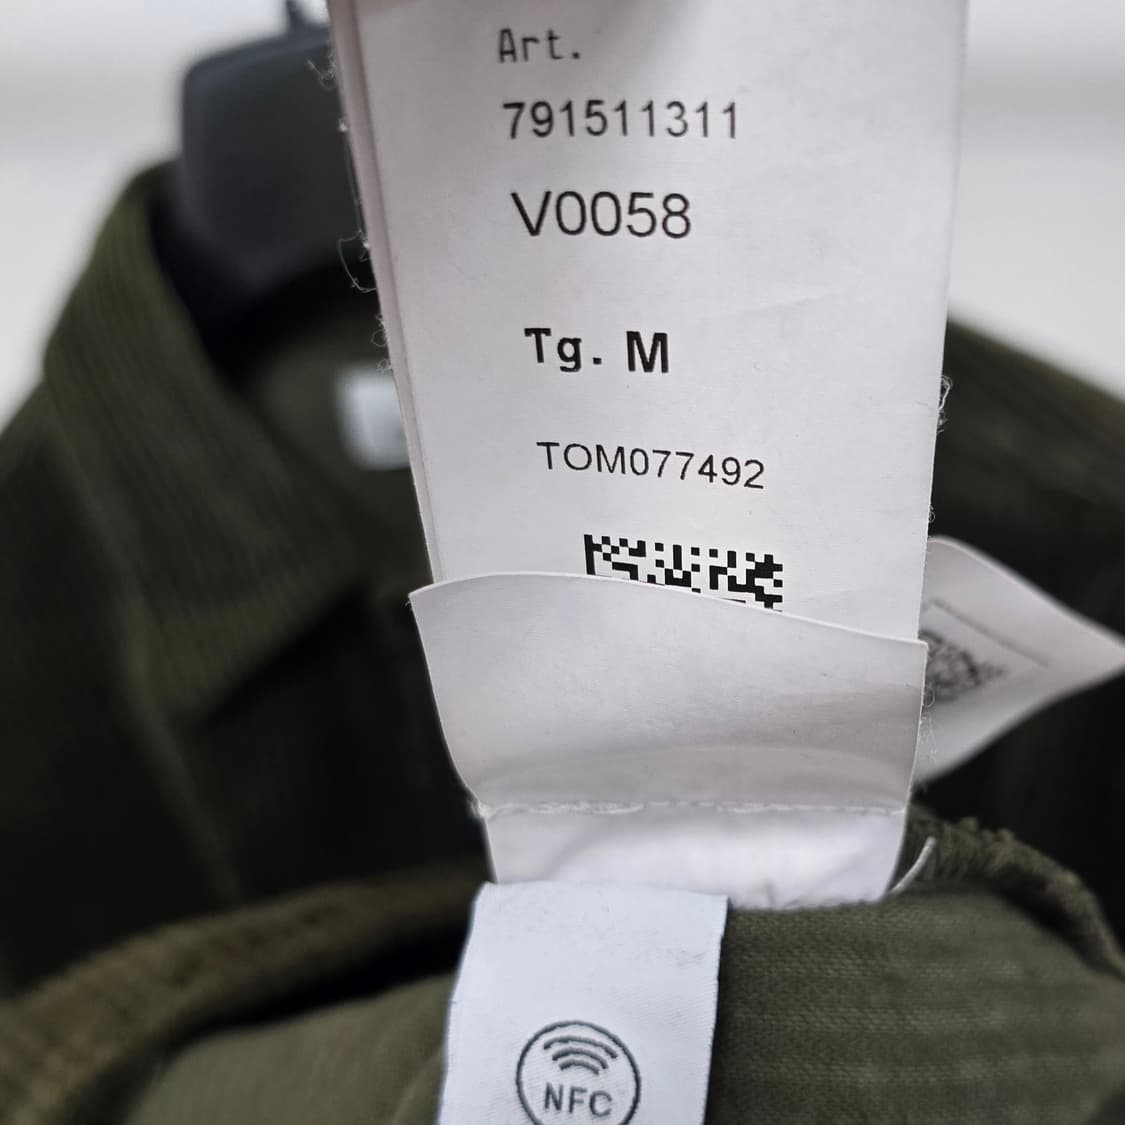 Art.
791511311
V0058
Tg. M
TOM077492
NFC